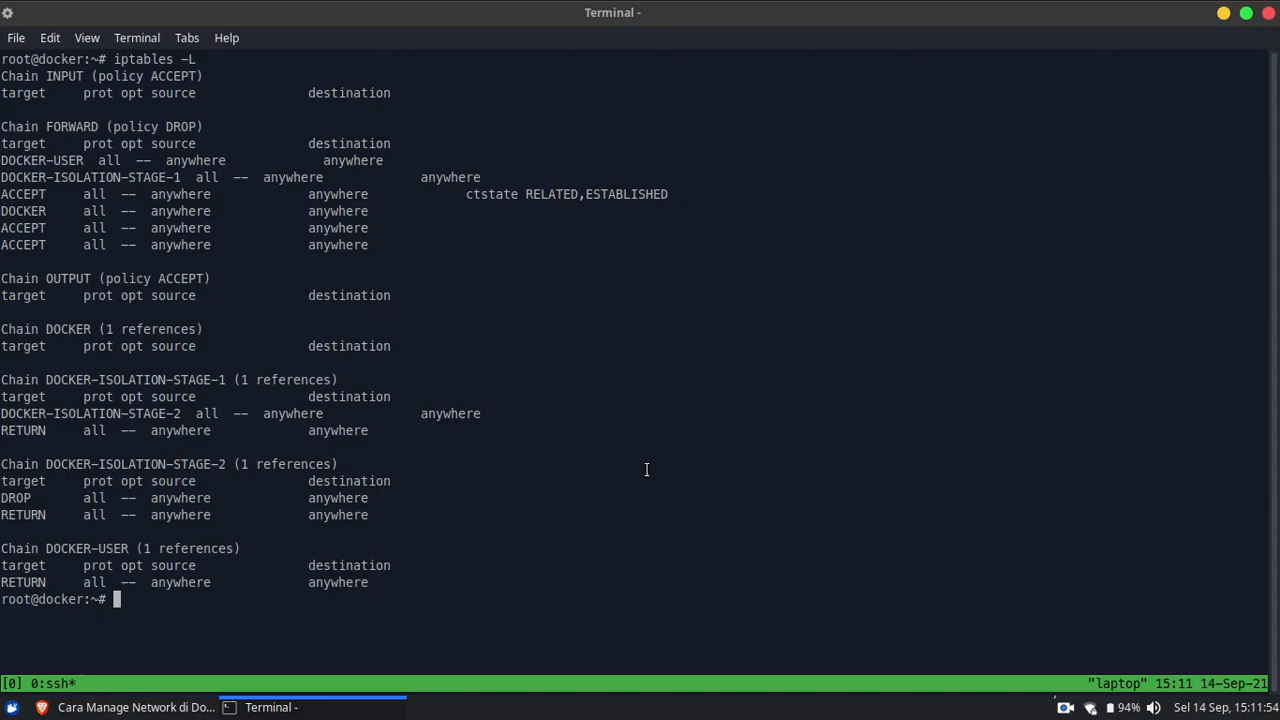 Terminal -
File Edit View Terminal Tabs Help
root@docker:~# iptables -L
Chain INPUT (policy ACCEPT)
target     prot opt source               destination

Chain FORWARD (policy DROP)
target     prot opt source               destination
DOCKER-USER  all  --  anywhere             anywhere
DOCKER-ISOLATION-STAGE-1  all  --  anywhere             anywhere
ACCEPT     all  --  anywhere             anywhere             ctstate RELATED,ESTABLISHED
DOCKER     all  --  anywhere             anywhere
ACCEPT     all  --  anywhere             anywhere
ACCEPT     all  --  anywhere             anywhere

Chain OUTPUT (policy ACCEPT)
target     prot opt source               destination

Chain DOCKER (1 references)
target     prot opt source               destination

Chain DOCKER-ISOLATION-STAGE-1 (1 references)
target     prot opt source               destination
DOCKER-ISOLATION-STAGE-2  all  --  anywhere             anywhere
RETURN     all  --  anywhere             anywhere

Chain DOCKER-ISOLATION-STAGE-2 (1 references)
target     prot opt source               destination
DROP       all  --  anywhere             anywhere
RETURN     all  --  anywhere             anywhere

Chain DOCKER-USER (1 references)
target     prot opt source               destination
RETURN     all  --  anywhere             anywhere
root@docker:~#
[0] 0:ssh* "laptop" 15:11 14-Sep-21
Cara Manage Network di Do... Terminal - 94% Sel 14 Sep, 15:11:54